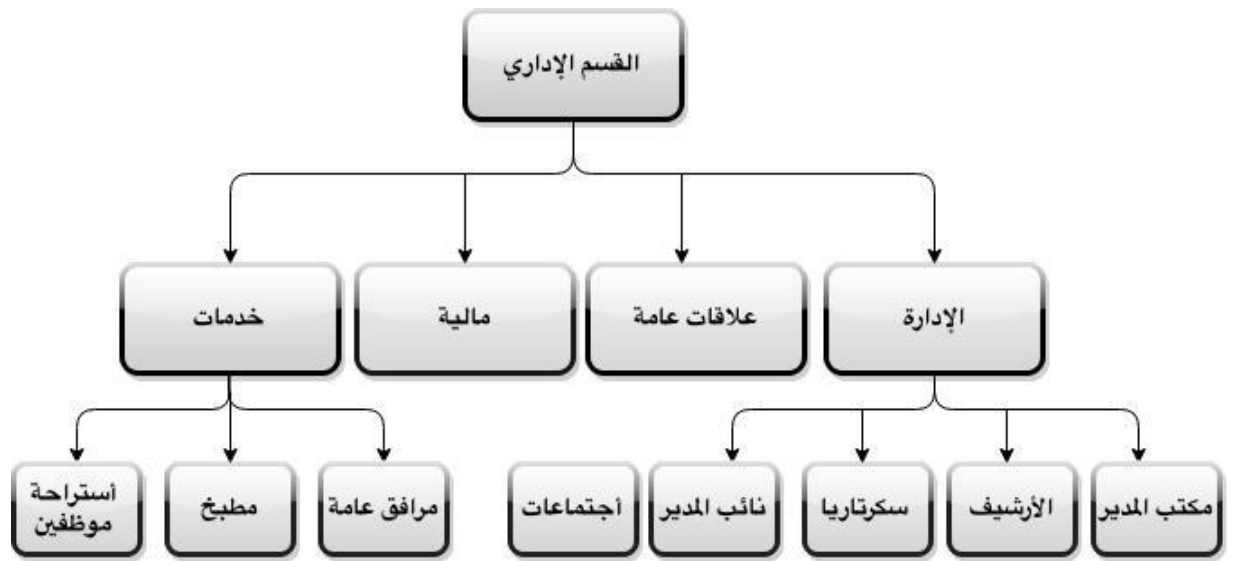 القسم الإداري
الإدارة
علاقات عامة
مالية
خدمات
مكتب المدير
الأرشيف
سكرتاريا
نائب المدير
أجتماعات
مرافق عامة
مطبخ
أستراحة
موظفين